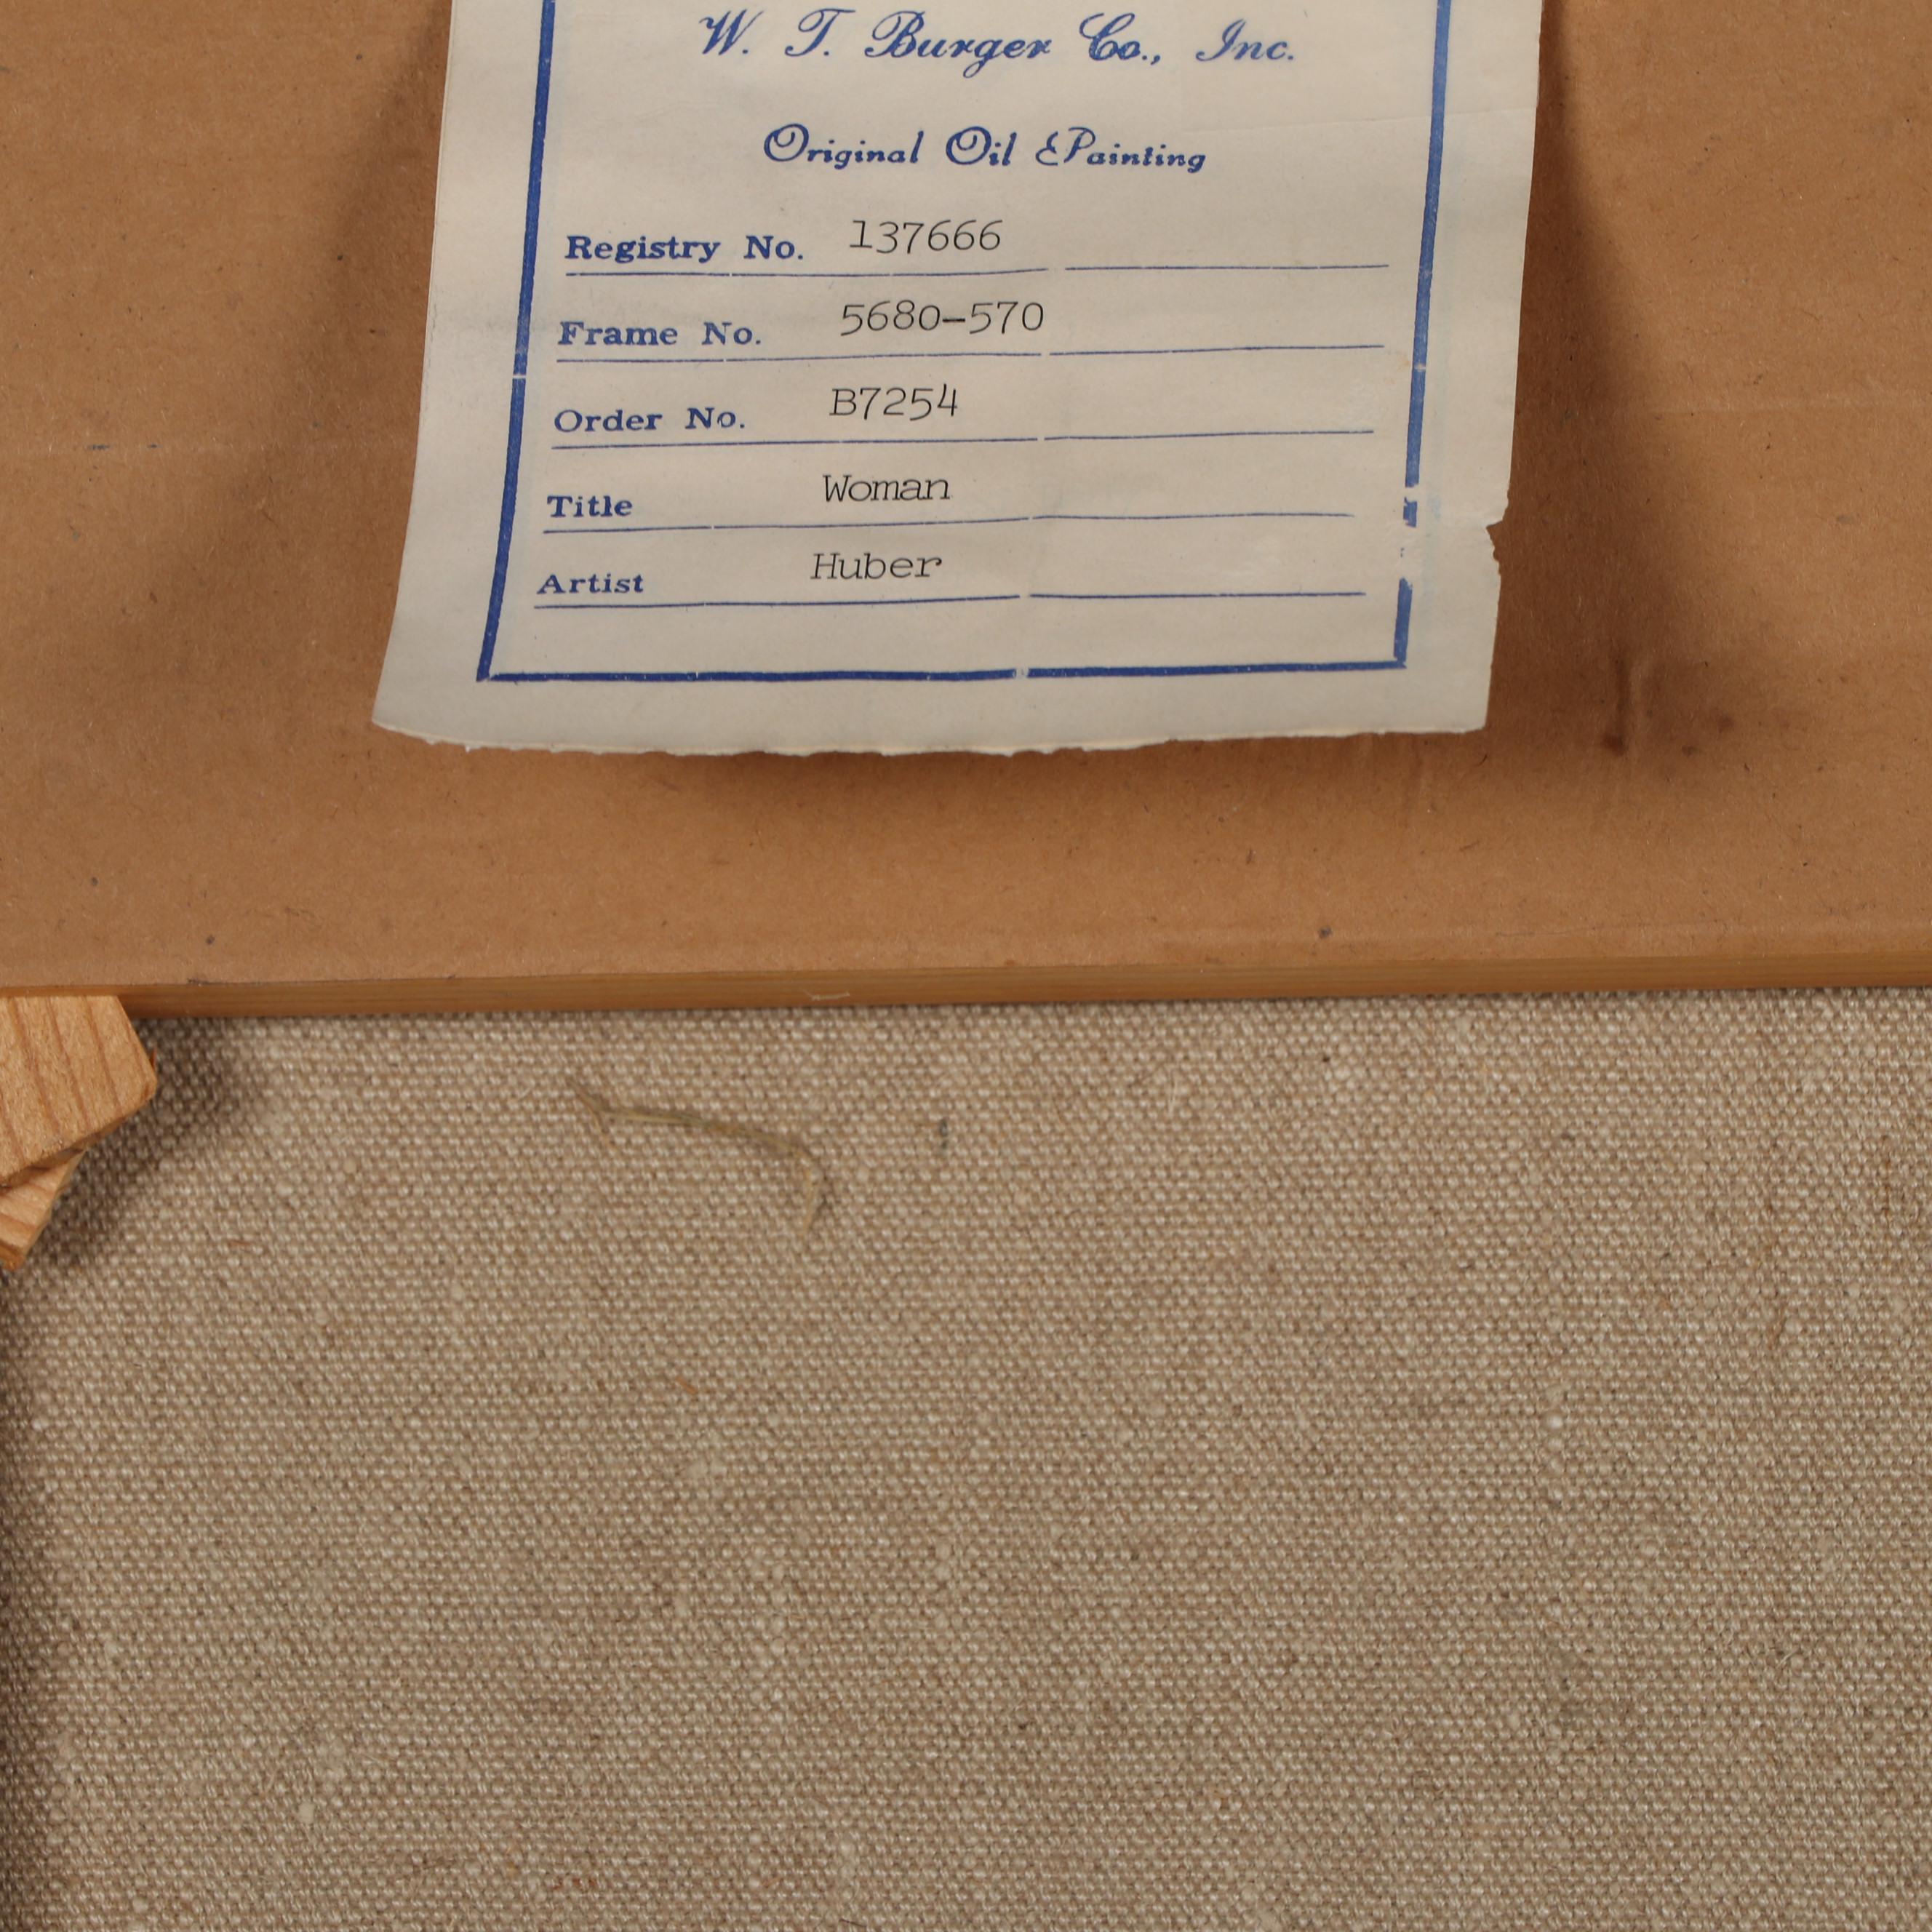 W. T. Burger Co., Inc.
Original Oil Painting
Registry No. 137666
Frame No. 5680-570
Order No. B7254
Title Woman
Artist Huber